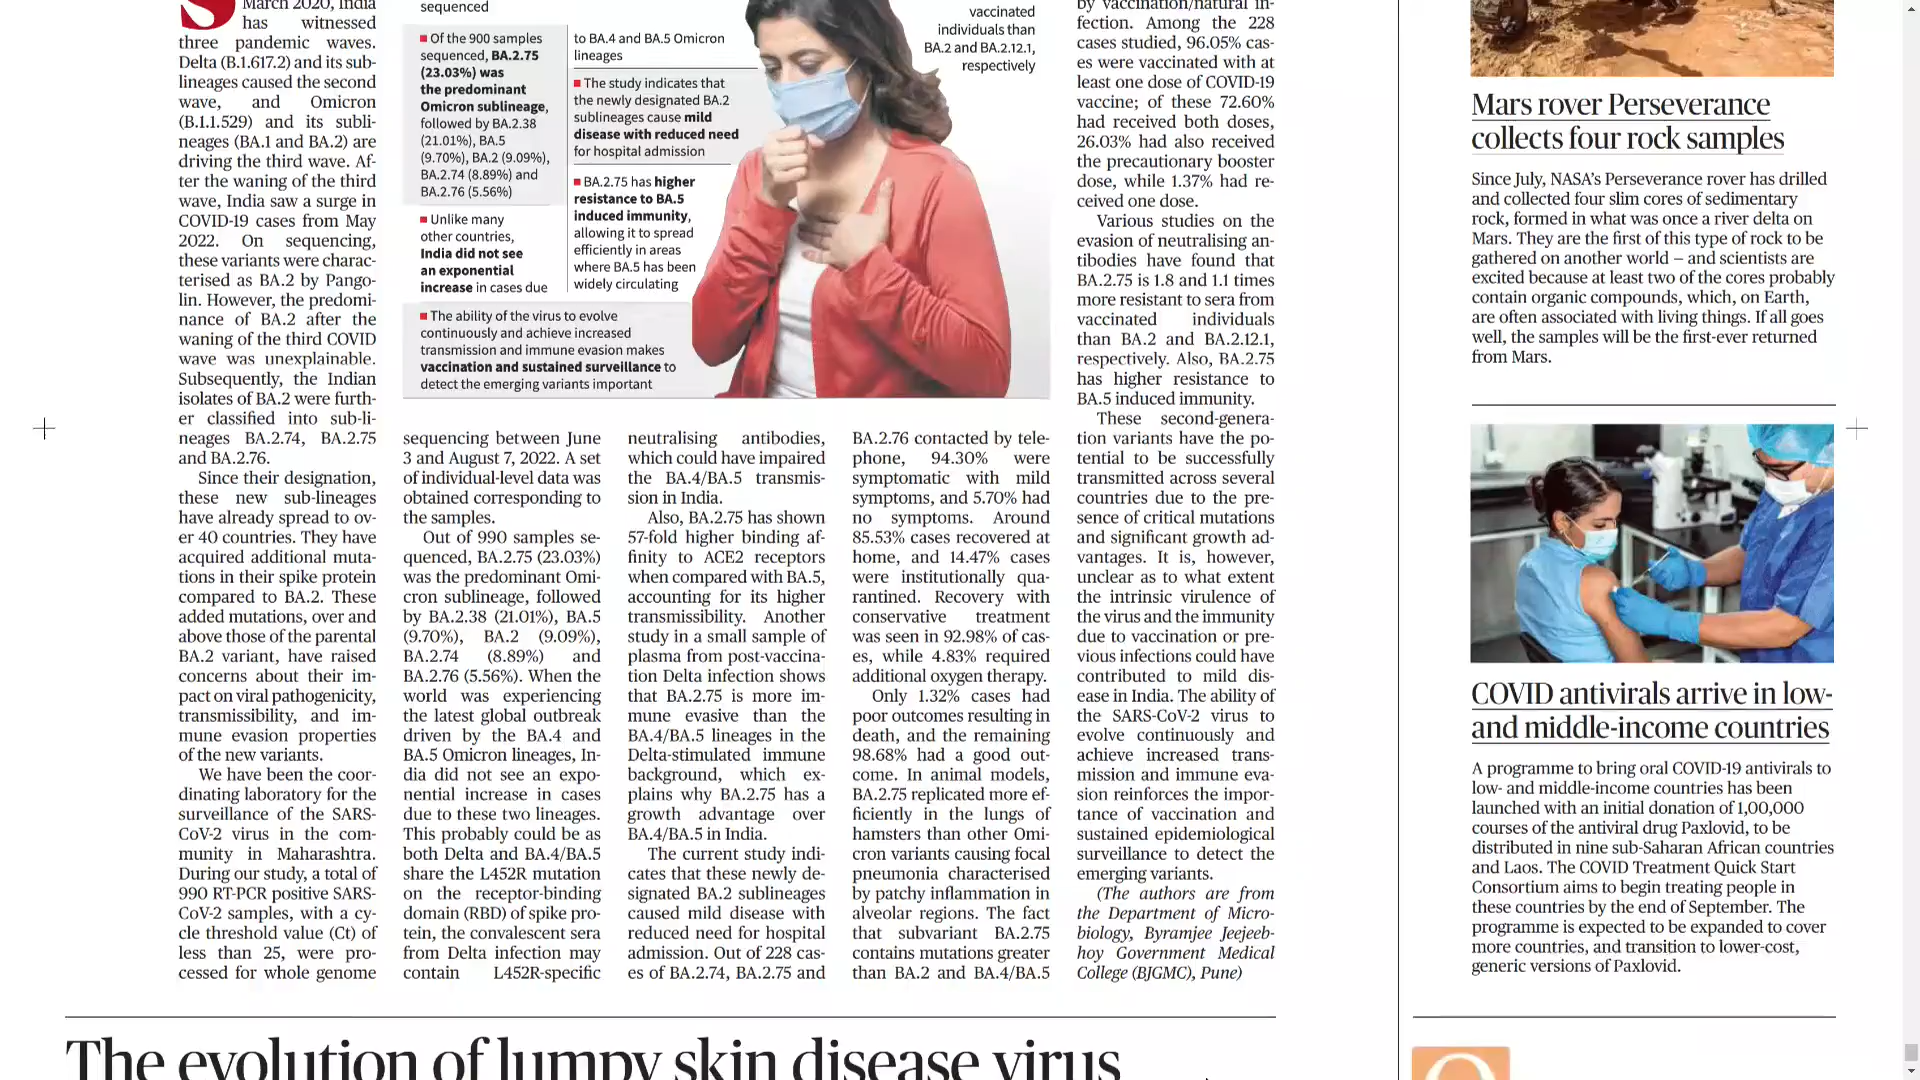 S
March 2020, India
has witnessed
three pandemic waves.
Delta (B.1.617.2) and its sub-
lineages caused the second
wave, and Omicron
(B.1.1.529) and its subli-
neages (BA.1 and BA.2) are
driving the third wave. Af-
ter the waning of the third
wave, India saw a surge in
COVID-19 cases from May
2022. On sequencing,
these variants were charac-
terised as BA.2 by Pango-
lin. However, the predomi-
nance of BA.2 after the
waning of the third COVID
wave was unexplainable.
Subsequently, the Indian
isolates of BA.2 were furth-
er classified into sub-li-
neages BA.2.74, BA.2.75
and BA.2.76.
Since their designation,
these new sub-lineages
have already spread to ov-
er 40 countries. They have
acquired additional muta-
tions in their spike protein
compared to BA.2. These
added mutations, over and
above those of the parental
BA.2 variant, have raised
concerns about their im-
pact on viral pathogenicity,
transmissibility, and im-
mune evasion properties
of the new variants.
We have been the coor-
dinating laboratory for the
surveillance of the SARS-
CoV-2 virus in the com-
munity in Maharashtra.
During our study, a total of
990 RT-PCR positive SARS-
CoV-2 samples, with a cy-
cle threshold value (Ct) of
less than 25, were pro-
cessed for whole genome
sequenced
Of the 900 samples
sequenced, BA.2.75
(23.03%) was
the predominant
Omicron sublineage,
followed by BA.2.38
(21.01%), BA.5
(9.70%), BA.2 (9.09%),
BA.2.74 (8.89%) and
BA.2.76 (5.56%)
Unlike many
other countries,
India did not see
an exponential
increase in cases due
to BA.4 and BA.5 Omicron
lineages
The study indicates that
the newly designated BA.2
sublineages cause mild
disease with reduced need
for hospital admission
BA.2.75 has higher
resistance to BA.5
induced immunity,
allowing it to spread
efficiently in areas
where BA.5 has been
widely circulating
vaccinated
individuals than
BA.2 and BA.2.12.1,
respectively
The ability of the virus to evolve
continuously and achieve increased
transmission and immune evasion makes
vaccination and sustained surveillance to
detect the emerging variants important
sequencing between June
3 and August 7, 2022. A set
of individual-level data was
obtained corresponding to
the samples.
Out of 990 samples se-
quenced, BA.2.75 (23.03%)
was the predominant Omi-
cron sublineage, followed
by BA.2.38 (21.01%), BA.5
(9.70%), BA.2 (9.09%),
BA.2.74 (8.89%) and
BA.2.76 (5.56%). When the
world was experiencing
the latest global outbreak
driven by the BA.4 and
BA.5 Omicron lineages, In-
dia did not see an expo-
nential increase in cases
due to these two lineages.
This probably could be as
both Delta and BA.4/BA.5
share the L452R mutation
on the receptor-binding
domain (RBD) of spike pro-
tein, the convalescent sera
from Delta infection may
contain L452R-specific
neutralising antibodies,
which could have impaired
the BA.4/BA.5 transmis-
sion in India.
Also, BA.2.75 has shown
57-fold higher binding af-
finity to ACE2 receptors
when compared with BA.5,
accounting for its higher
transmissibility. Another
study in a small sample of
plasma from post-vaccina-
tion Delta infection shows
that BA.2.75 is more im-
mune evasive than the
BA.4/BA.5 lineages in the
Delta-stimulated immune
background, which ex-
plains why BA.2.75 has a
growth advantage over
BA.4/BA.5 in India.
The current study indi-
cates that these newly de-
signated BA.2 sublineages
caused mild disease with
reduced need for hospital
admission. Out of 228 cas-
es of BA.2.74, BA.2.75 and
BA.2.76 contacted by tele-
phone, 94.30% were
symptomatic with mild
symptoms, and 5.70% had
no symptoms. Around
85.53% cases recovered at
home, and 14.47% cases
were institutionally qua-
rantined. Recovery with
conservative treatment
was seen in 92.98% of cas-
es, while 4.83% required
additional oxygen therapy.
Only 1.32% cases had
poor outcomes resulting in
death, and the remaining
98.68% had a good out-
come. In animal models,
BA.2.75 replicated more ef-
ficiently in the lungs of
hamsters than other Omi-
cron variants causing focal
pneumonia characterised
by patchy inflammation in
alveolar regions. The fact
that subvariant BA.2.75
contains mutations greater
than BA.2 and BA.4/BA.5
by vaccination/natural in-
fection. Among the 228
cases studied, 96.05% cas-
es were vaccinated with at
least one dose of COVID-19
vaccine; of these 72.60%
had received both doses,
26.03% had also received
the precautionary booster
dose, while 1.37% had re-
ceived one dose.
Various studies on the
evasion of neutralising an-
tibodies have found that
BA.2.75 is 1.8 and 1.1 times
more resistant to sera from
vaccinated individuals
than BA.2 and BA.2.12.1,
respectively. Also, BA.2.75
has higher resistance to
BA.5 induced immunity.
These second-genera-
tion variants have the po-
tential to be successfully
transmitted across several
countries due to the pre-
sence of critical mutations
and significant growth ad-
vantages. It is, however,
unclear as to what extent
the intrinsic virulence of
the virus and the immunity
due to vaccination or pre-
vious infections could have
contributed to mild dis-
ease in India. The ability of
the SARS-CoV-2 virus to
evolve continuously and
achieve increased trans-
mission and immune eva-
sion reinforces the impor-
tance of vaccination and
sustained epidemiological
surveillance to detect the
emerging variants.
(The authors are from
the Department of Micro-
biology, Byramjee Jeejeeb-
hoy Government Medical
College (BJGMC), Pune)
Mars rover Perseverance
collects four rock samples
Since July, NASA's Perseverance rover has drilled
and collected four slim cores of sedimentary
rock, formed in what was once a river delta on
Mars. They are the first of this type of rock to be
gathered on another world — and scientists are
excited because at least two of the cores probably
contain organic compounds, which, on Earth,
are often associated with living things. If all goes
well, the samples will be the first-ever returned
from Mars.
COVID antivirals arrive in low-
and middle-income countries
A programme to bring oral COVID-19 antivirals to
low- and middle-income countries has been
launched with an initial donation of 1,00,000
courses of the antiviral drug Paxlovid, to be
distributed in nine sub-Saharan African countries
and Laos. The COVID Treatment Quick Start
Consortium aims to begin treating people in
these countries by the end of September. The
programme is expected to be expanded to cover
more countries, and transition to lower-cost,
generic versions of Paxlovid.
The evolution of lumpy skin disease virus